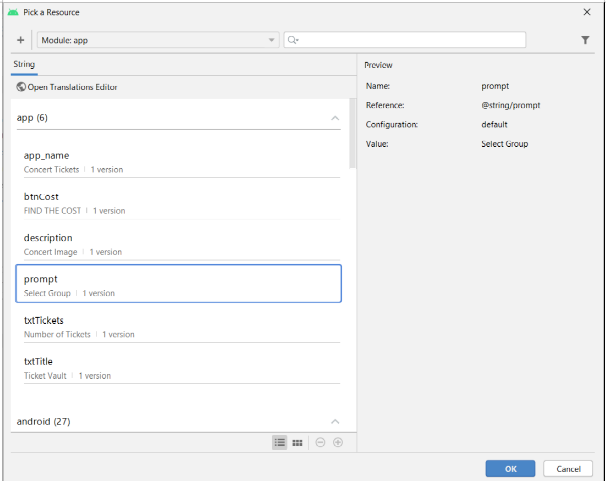 Pick a Resource
Module: app
String
Open Translations Editor
app (6)
app_name
Concert Tickets | 1 version
btnCost
FIND THE COST | 1 version
description
Concert Image | 1 version
prompt
Select Group | 1 version
txtTickets
Number of Tickets | 1 version
txtTitle
Ticket Vault | 1 version
android (27)
Preview
Name: prompt
Reference: @string/prompt
Configuration: default
Value: Select Group
OK Cancel